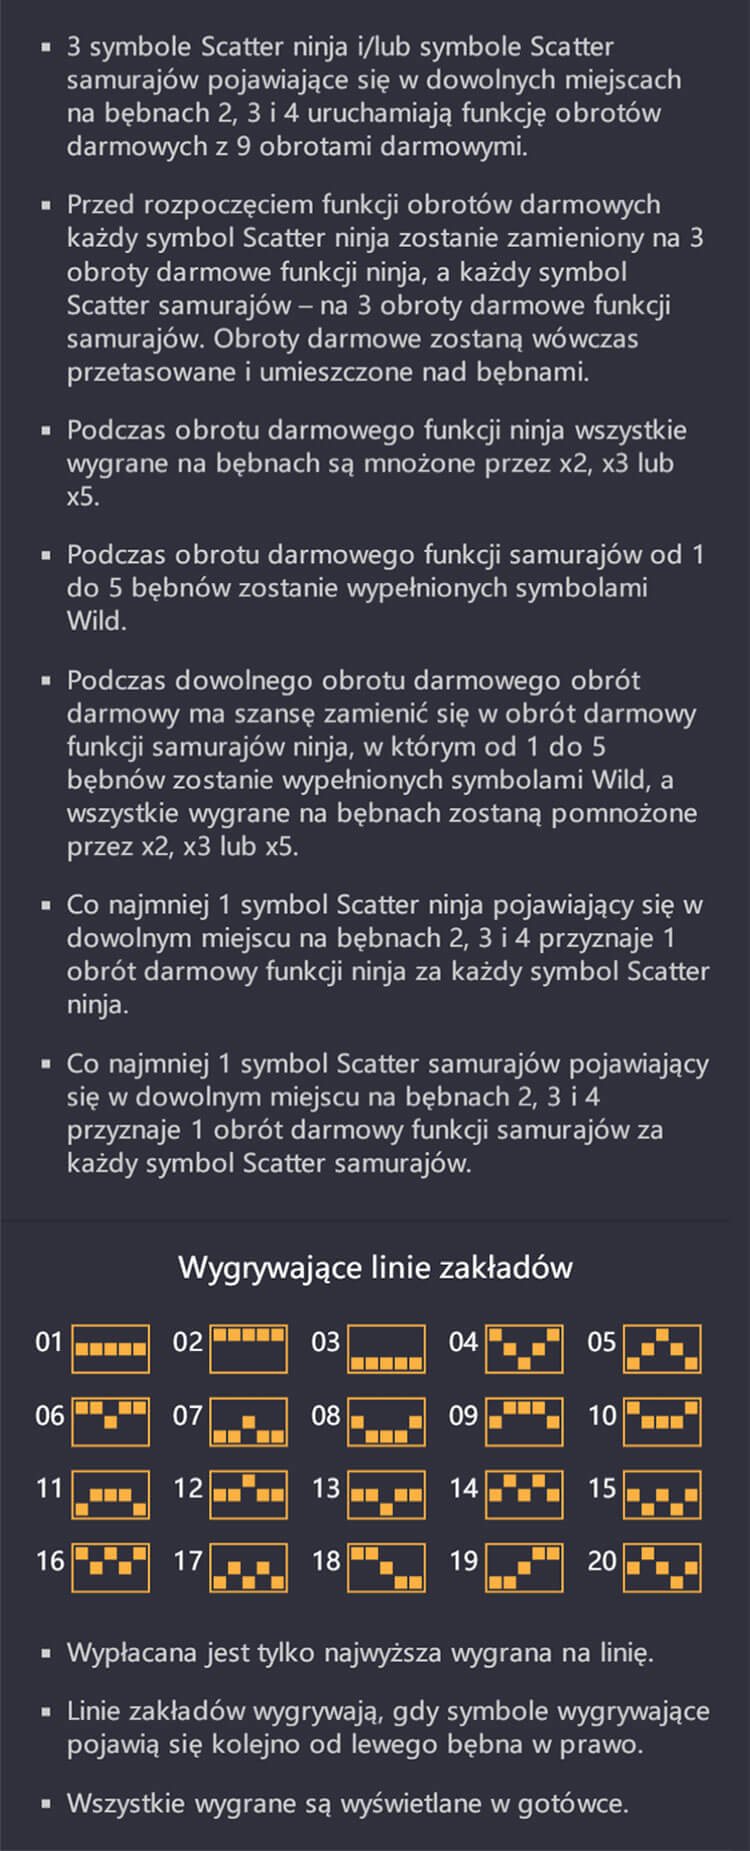 ▪ 3 symbole Scatter ninja i/lub symbole Scatter
samurajów pojawiające się w dowolnych miejscach
na bębnach 2, 3 i 4 uruchamiają funkcję obrotów
darmowych z 9 obrotami darmowymi.
▪ Przed rozpoczęciem funkcji obrotów darmowych
każdy symbol Scatter ninja zostanie zamieniony na 3
obroty darmowe funkcji ninja, a każdy symbol
Scatter samurajów – na 3 obroty darmowe funkcji
samurajów. Obroty darmowe zostaną wówczas
przetasowane i umieszczone nad bębnami.
▪ Podczas obrotu darmowego funkcji ninja wszystkie
wygrane na bębnach są mnożone przez x2, x3 lub
x5.
▪ Podczas obrotu darmowego funkcji samurajów od 1
do 5 bębnów zostanie wypełnionych symbolami
Wild.
▪ Podczas dowolnego obrotu darmowego obrót
darmowy ma szansę zamienić się w obrót darmowy
funkcji samurajów ninja, w którym od 1 do 5
bębnów zostanie wypełnionych symbolami Wild, a
wszystkie wygrane na bębnach zostaną pomnożone
przez x2, x3 lub x5.
▪ Co najmniej 1 symbol Scatter ninja pojawiający się w
dowolnym miejscu na bębnach 2, 3 i 4 przyznaje 1
obrót darmowy funkcji ninja za każdy symbol Scatter
ninja.
▪ Co najmniej 1 symbol Scatter samurajów pojawiający
się w dowolnym miejscu na bębnach 2, 3 i 4
przyznaje 1 obrót darmowy funkcji samurajów za
każdy symbol Scatter samurajów.
Wygrywające linie zakładów
01 02 03 04 05
06 07 08 09 10
11 12 13 14 15
16 17 18 19 20
▪ Wypłacana jest tylko najwyższa wygrana na linię.
▪ Linie zakładów wygrywają, gdy symbole wygrywające
pojawią się kolejno od lewego bębna w prawo.
▪ Wszystkie wygrane są wyświetlane w gotówce.